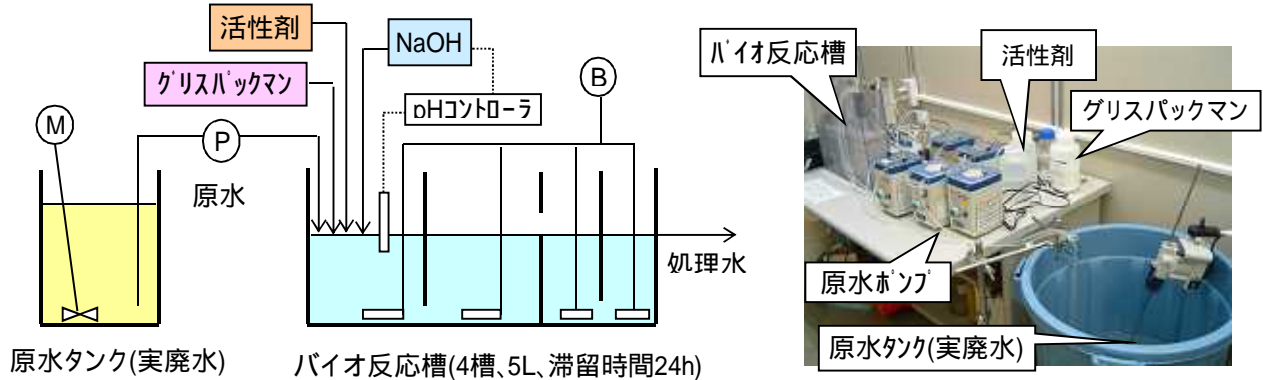 活性剤
NaOH
グリスパックマン
pHコントローラ
B
M
P
原水
処理水
原水タンク(実廃水)
バイオ反応槽(4槽、5L、滞留時間24h)
バイオ反応槽
活性剤
グリスパックマン
原水ポンプ
原水タンク(実廃水)